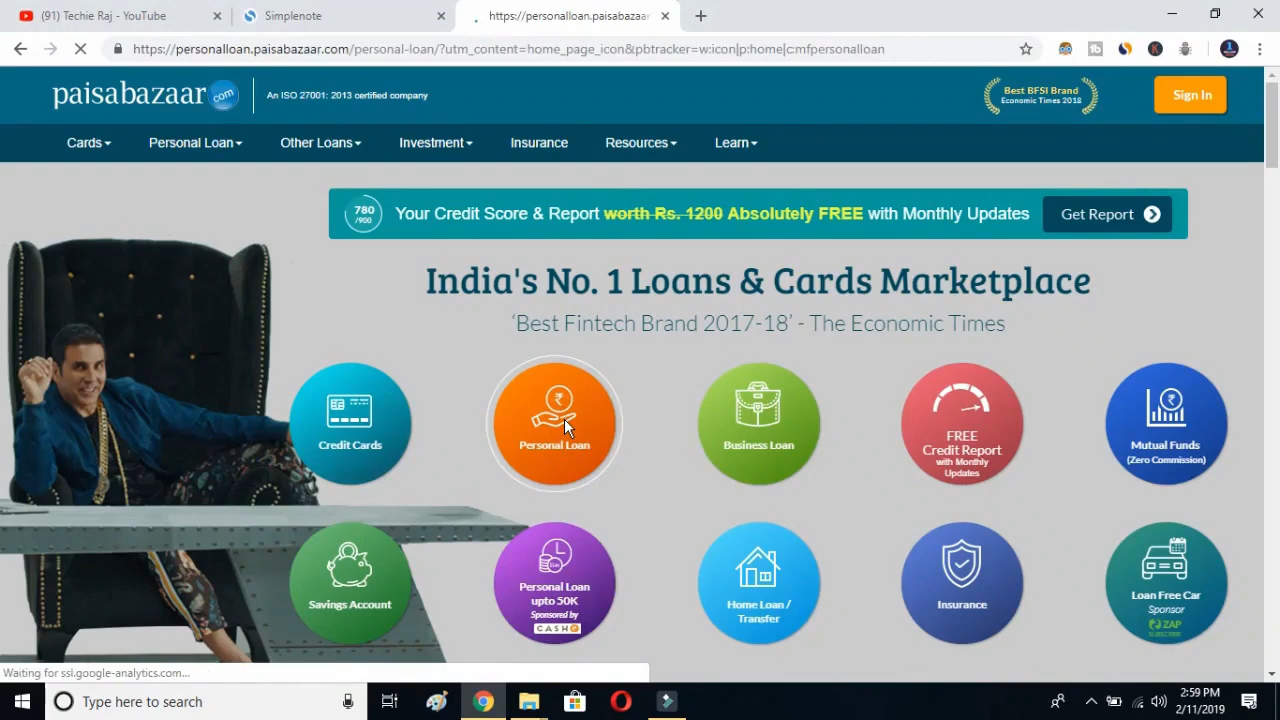 (91) Techie Raj - YouTube
Simplenote
https://personalloan.paisabazaar
https://personalloan.paisabazaar.com/personal-loan/?utm_content=home_page_icon&pbtracker=w:icon|p:home|c:mfpersonalloan
paisabazaar.com
An ISO 27001: 2013 certified company
Best BFSI Brand
Economic Times 2018
Sign In
Cards
Personal Loan
Other Loans
Investment
Insurance
Resources
Learn
780
/900
Your Credit Score & Report worth Rs. 1200 Absolutely FREE with Monthly Updates
Get Report
India's No. 1 Loans & Cards Marketplace
'Best Fintech Brand 2017-18' - The Economic Times
Credit Cards
Personal Loan
Business Loan
FREE
Credit Report
with Monthly
Updates
Mutual Funds
(Zero Commission)
Savings Account
Personal Loan
upto 50K
Sponsored by
CASHe
Home Loan /
Transfer
Insurance
Loan Free Car
Sponsor
ZAP
SUBSCRIBE
Waiting for ssl.google-analytics.com...
Type here to search
2:59 PM
2/11/2019